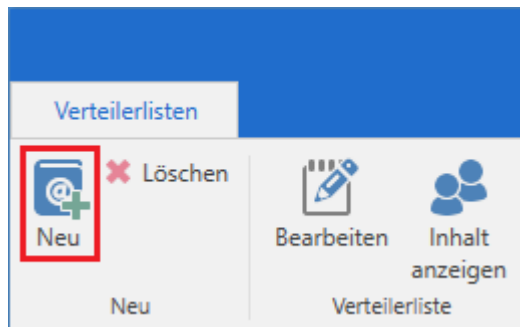 Verteilerlisten
Löschen
Neu
Bearbeiten
Inhalt
anzeigen
Neu
Verteilerliste